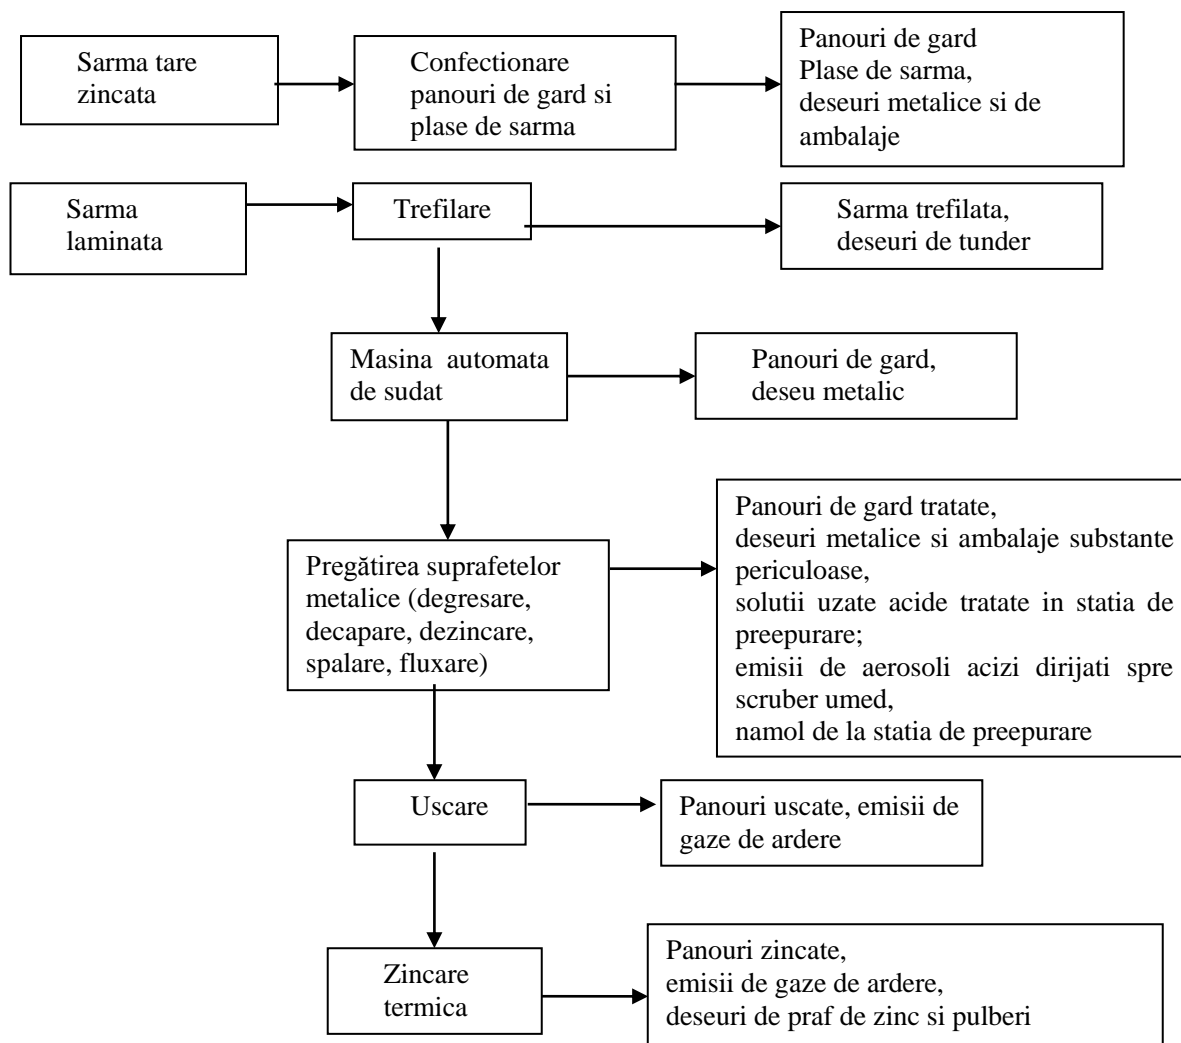 Sarma tare
zincata
Confectionare
panouri de gard si
plase de sarma
Panouri de gard
Plase de sarma,
deseuri metalice si de
ambalaje
Sarma
laminata
Trefilare
Sarma trefilata,
deseuri de tunder
Masina automata
de sudat
Panouri de gard,
deseu metalic
Pregătirea suprafetelor
metalice (degresare,
decapare, dezincare,
spalare, fluxare)
Panouri de gard tratate,
deseuri metalice si ambalaje substante
periculoase,
solutii uzate acide tratate in statia de
preepurare;
emisii de aerosoli acizi dirijati spre
scruber umed,
namol de la statia de preepurare
Uscare
Panouri uscate, emisii de
gaze de ardere
Zincare
termica
Panouri zincate,
emisii de gaze de ardere,
deseuri de praf de zinc si pulberi